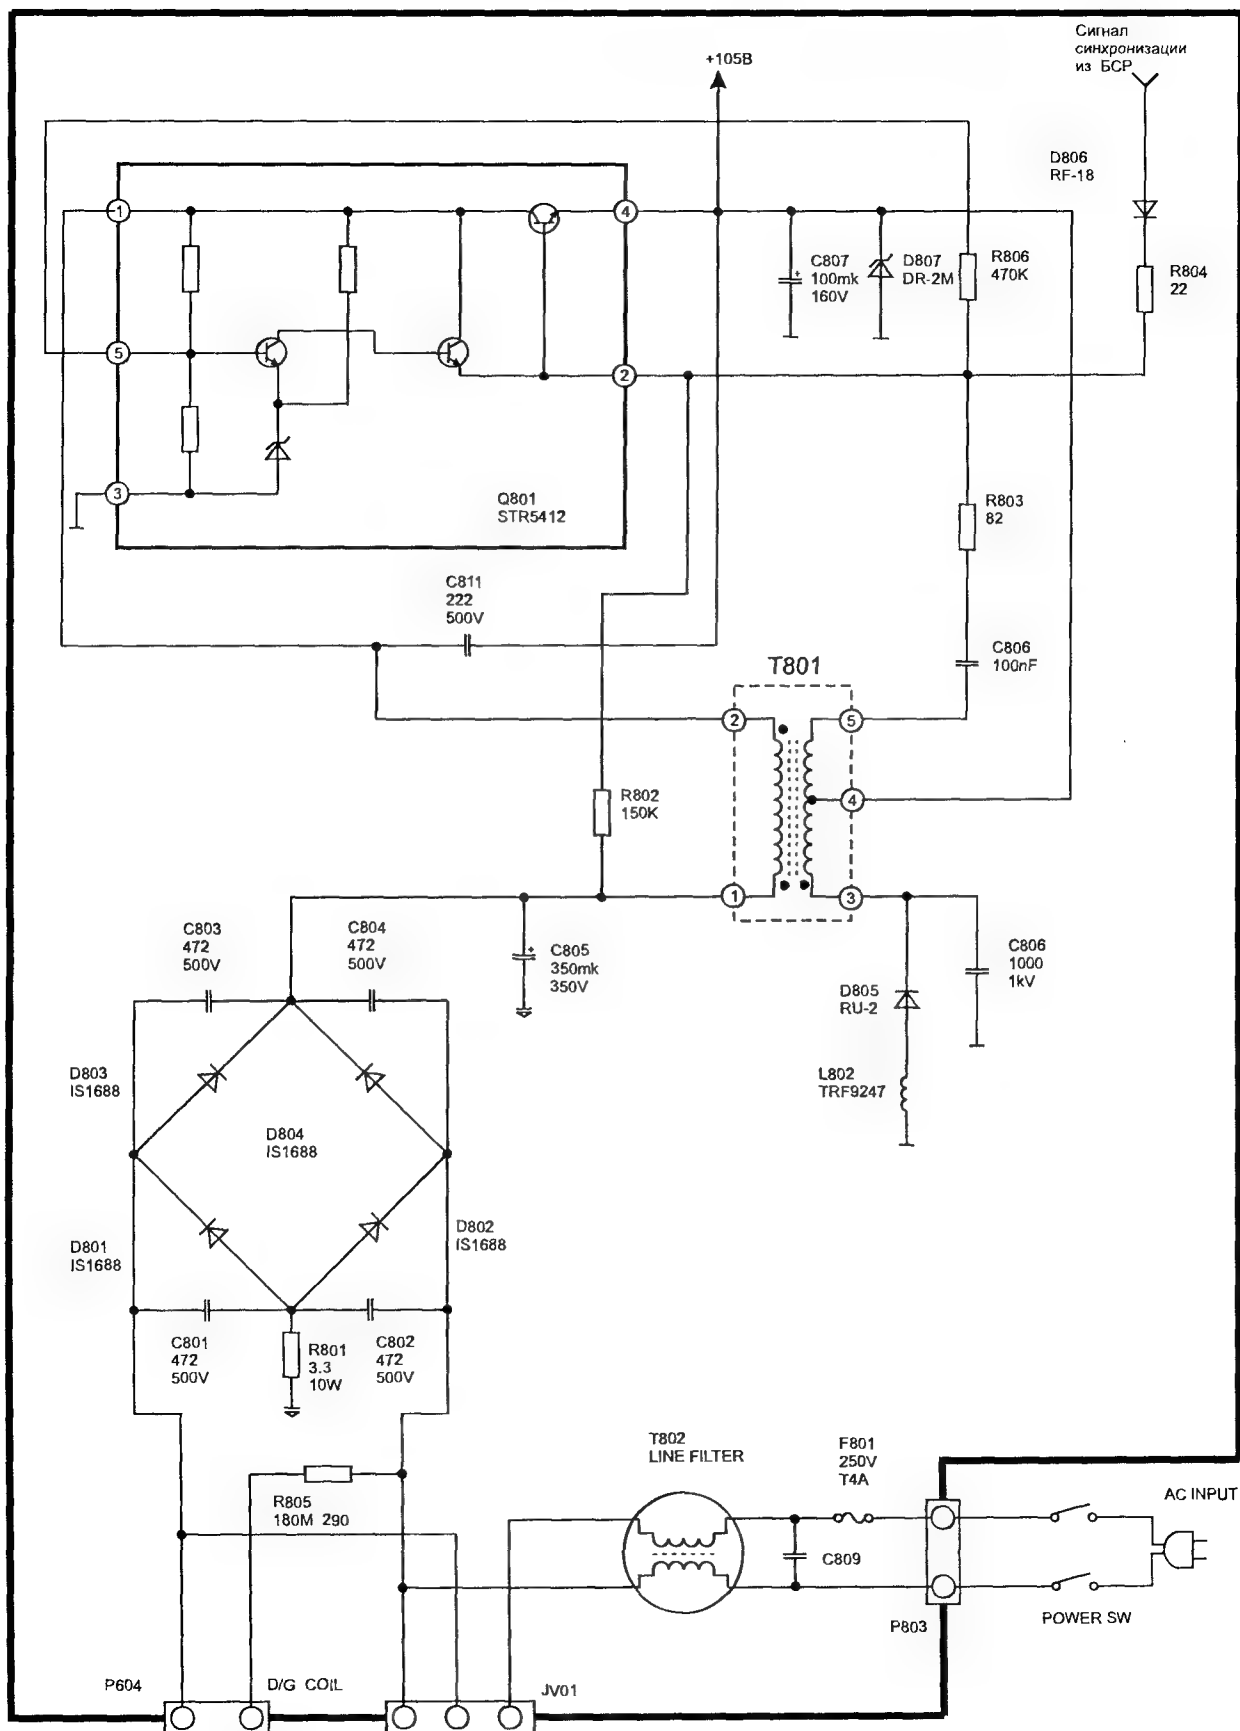 Сигнал
синхронизации
из БСР
+105В
D806
RF-18
1
4
C807
100mk
160V
+
D807
DR-2M
R806
470K
R804
22
5
2
3
Q801
STR5412
R803
82
C811
222
500V
C806
100nF
T801
2
5
R802
150K
4
1
3
C803
472
500V
C804
472
500V
+
C805
350mk
350V
C806
1000
1kV
D805
RU-2
D803
IS1688
L802
TRF9247
D804
IS1688
D802
IS1688
D801
IS1688
C801
472
500V
R801
3.3
10W
C802
472
500V
T802
LINE FILTER
F801
250V
T4A
AC INPUT
R805
180M 290
C809
P803
POWER SW
P604
D/G COIL
JV01